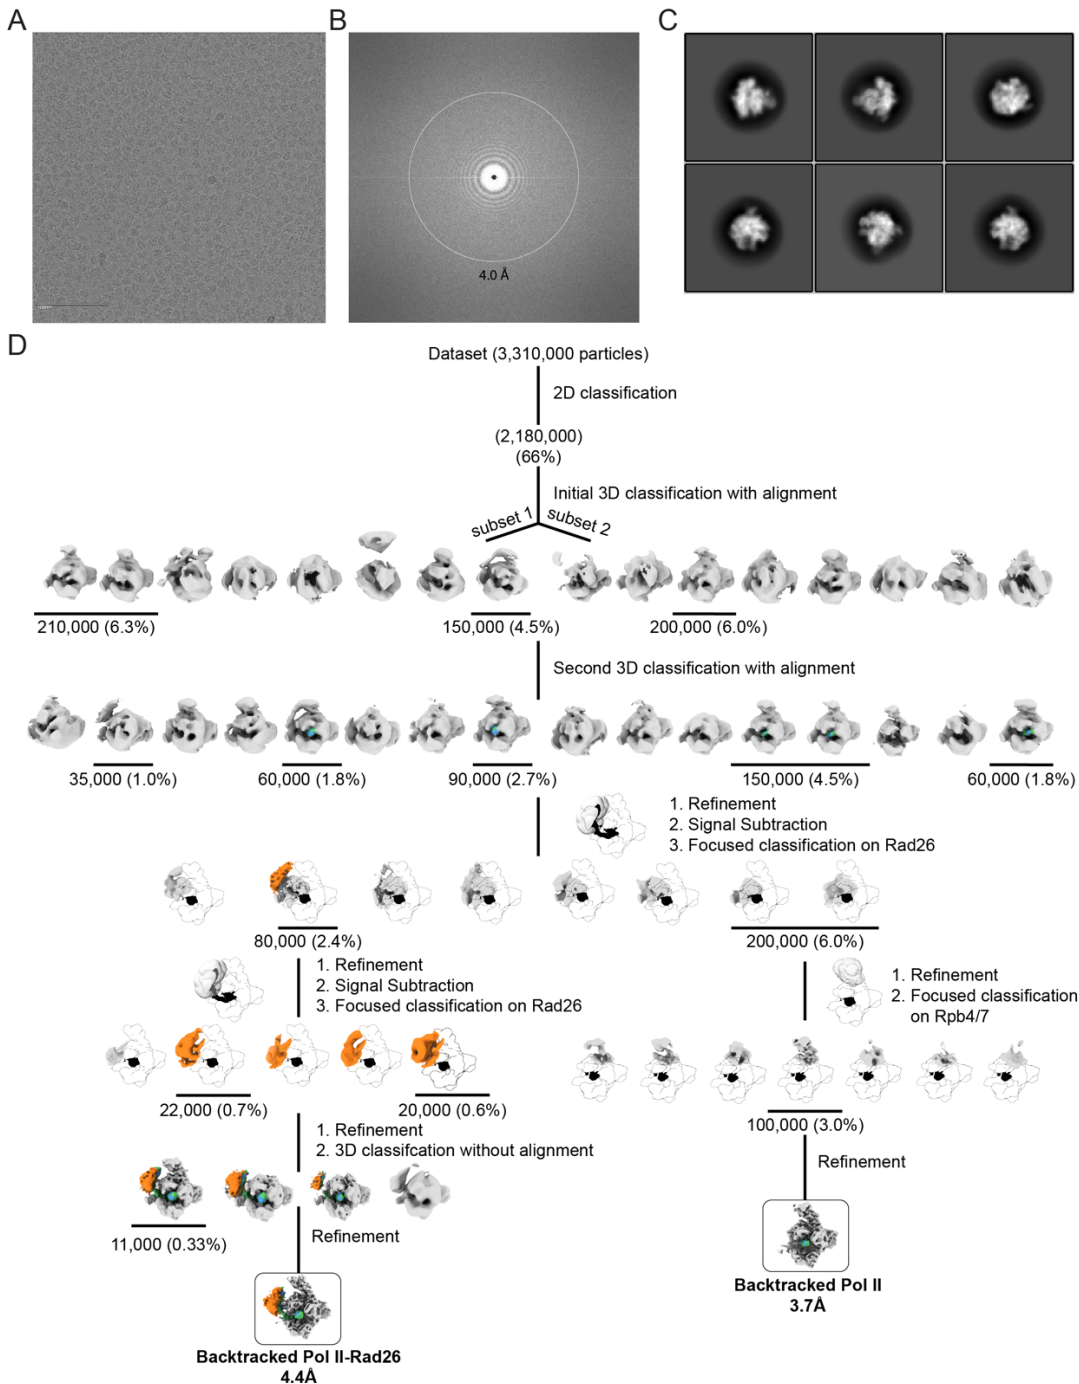 A
B
C
4.0 Å
D
Dataset (3,310,000 particles)
2D classification
(2,180,000)
(66%)
Initial 3D classification with alignment
subset 1
subset 2
210,000 (6.3%)
150,000 (4.5%)
200,000 (6.0%)
Second 3D classification with alignment
35,000 (1.0%)
60,000 (1.8%)
90,000 (2.7%)
150,000 (4.5%)
60,000 (1.8%)
1. Refinement
2. Signal Subtraction
3. Focused classification on Rad26
80,000 (2.4%)
200,000 (6.0%)
1. Refinement
2. Signal Subtraction
3. Focused classification on Rad26
1. Refinement
2. Focused classification
on Rpb4/7
22,000 (0.7%)
20,000 (0.6%)
100,000 (3.0%)
1. Refinement
2. 3D classifcation without alignment
Refinement
11,000 (0.33%)
Refinement
Backtracked Pol II
3.7Å
Backtracked Pol II-Rad26
4.4Å